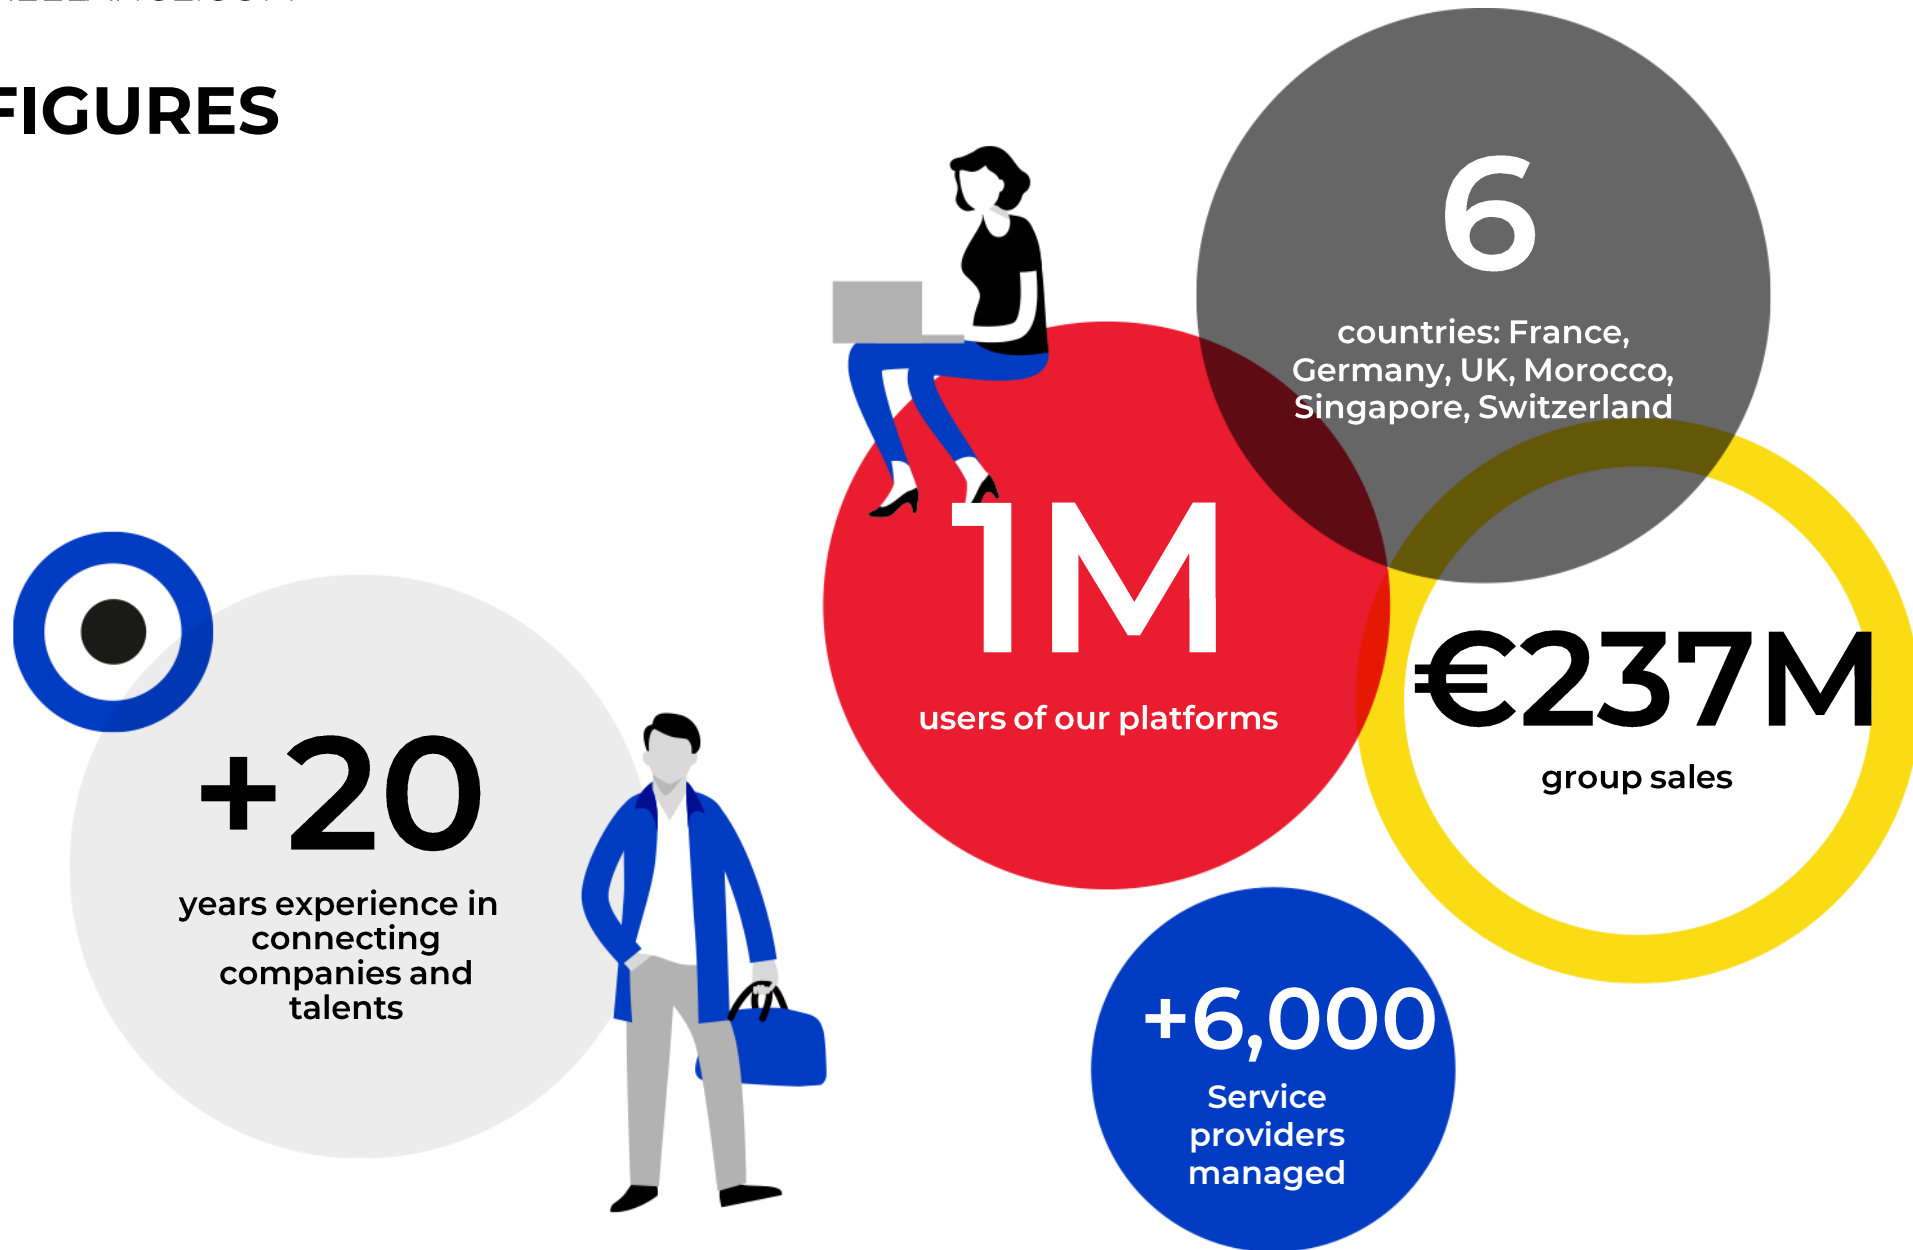 FIGURES
6
countries: France,
Germany, UK, Morocco,
Singapore, Switzerland
1M
users of our platforms
€237M
group sales
+20
years experience in
connecting
companies and
talents
+6,000
Service
providers
managed